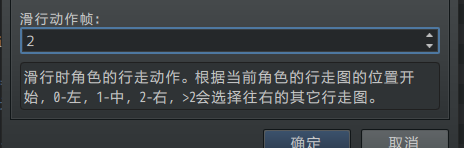 滑行动作帧:
2
滑行时角色的行走动作。根据当前角色的行走图的位置开
始, 0-左, 1-中, 2-右, >2会选择往右的其它行走图。
确定
取消